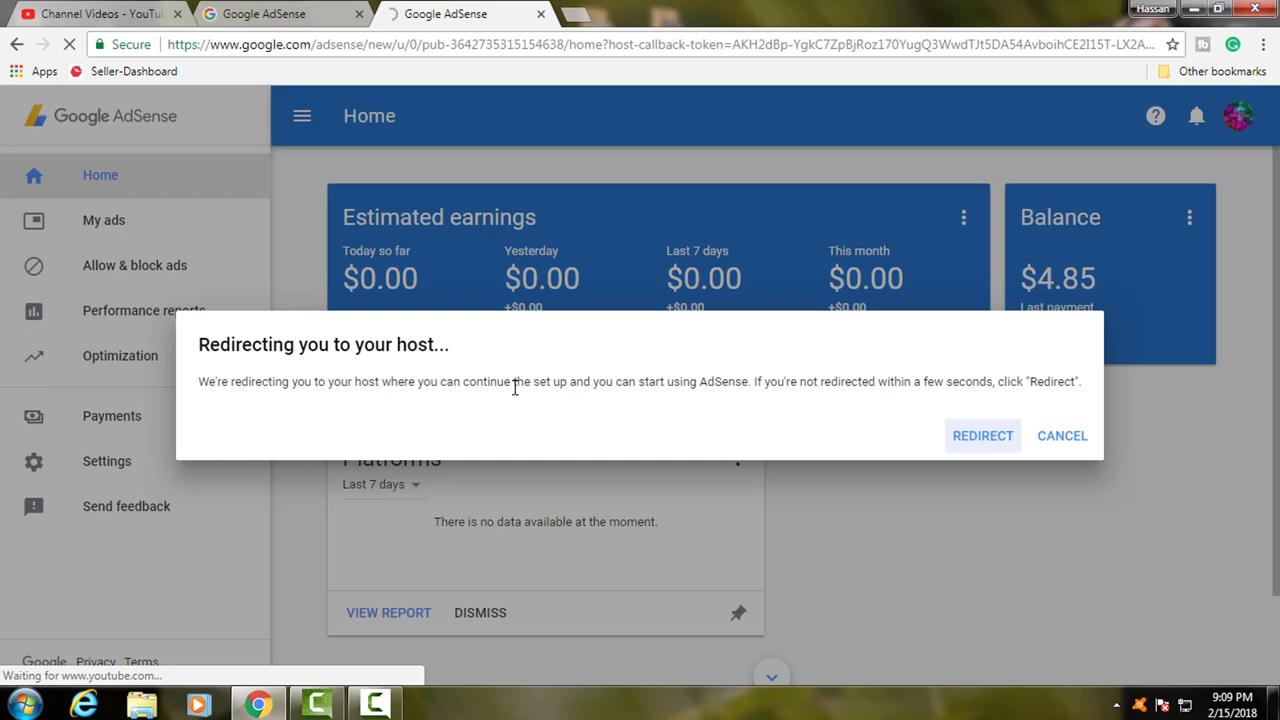 Channel Videos - YouTu
Google AdSense
Google AdSense
Hassan
Secure
https://www.google.com/adsense/new/u/0/pub-3642735315154638/home?host-callback-token=AKH2dBp-YgkC7ZpBjRoz170YugQ3WwdTJt5DA54AvboihCE2I15T-LX2A...
Apps
Seller-Dashboard
Other bookmarks
Google AdSense
Home
Home
My ads
Allow & block ads
Performance reports
Optimization
Payments
Settings
Send feedback
Google Privacy Terms
Estimated earnings
Today so far
Yesterday
Last 7 days
This month
$0.00
$0.00
$0.00
$0.00
+$0.00
+$0.00
+$0.00
Balance
$4.85
Last payment
Redirecting you to your host...
We're redirecting you to your host where you can continue the set up and you can start using AdSense. If you're not redirected within a few seconds, click "Redirect".
REDIRECT
CANCEL
Platforms
Last 7 days
There is no data available at the moment.
VIEW REPORT
DISMISS
Waiting for www.youtube.com...
9:09 PM
2/15/2018